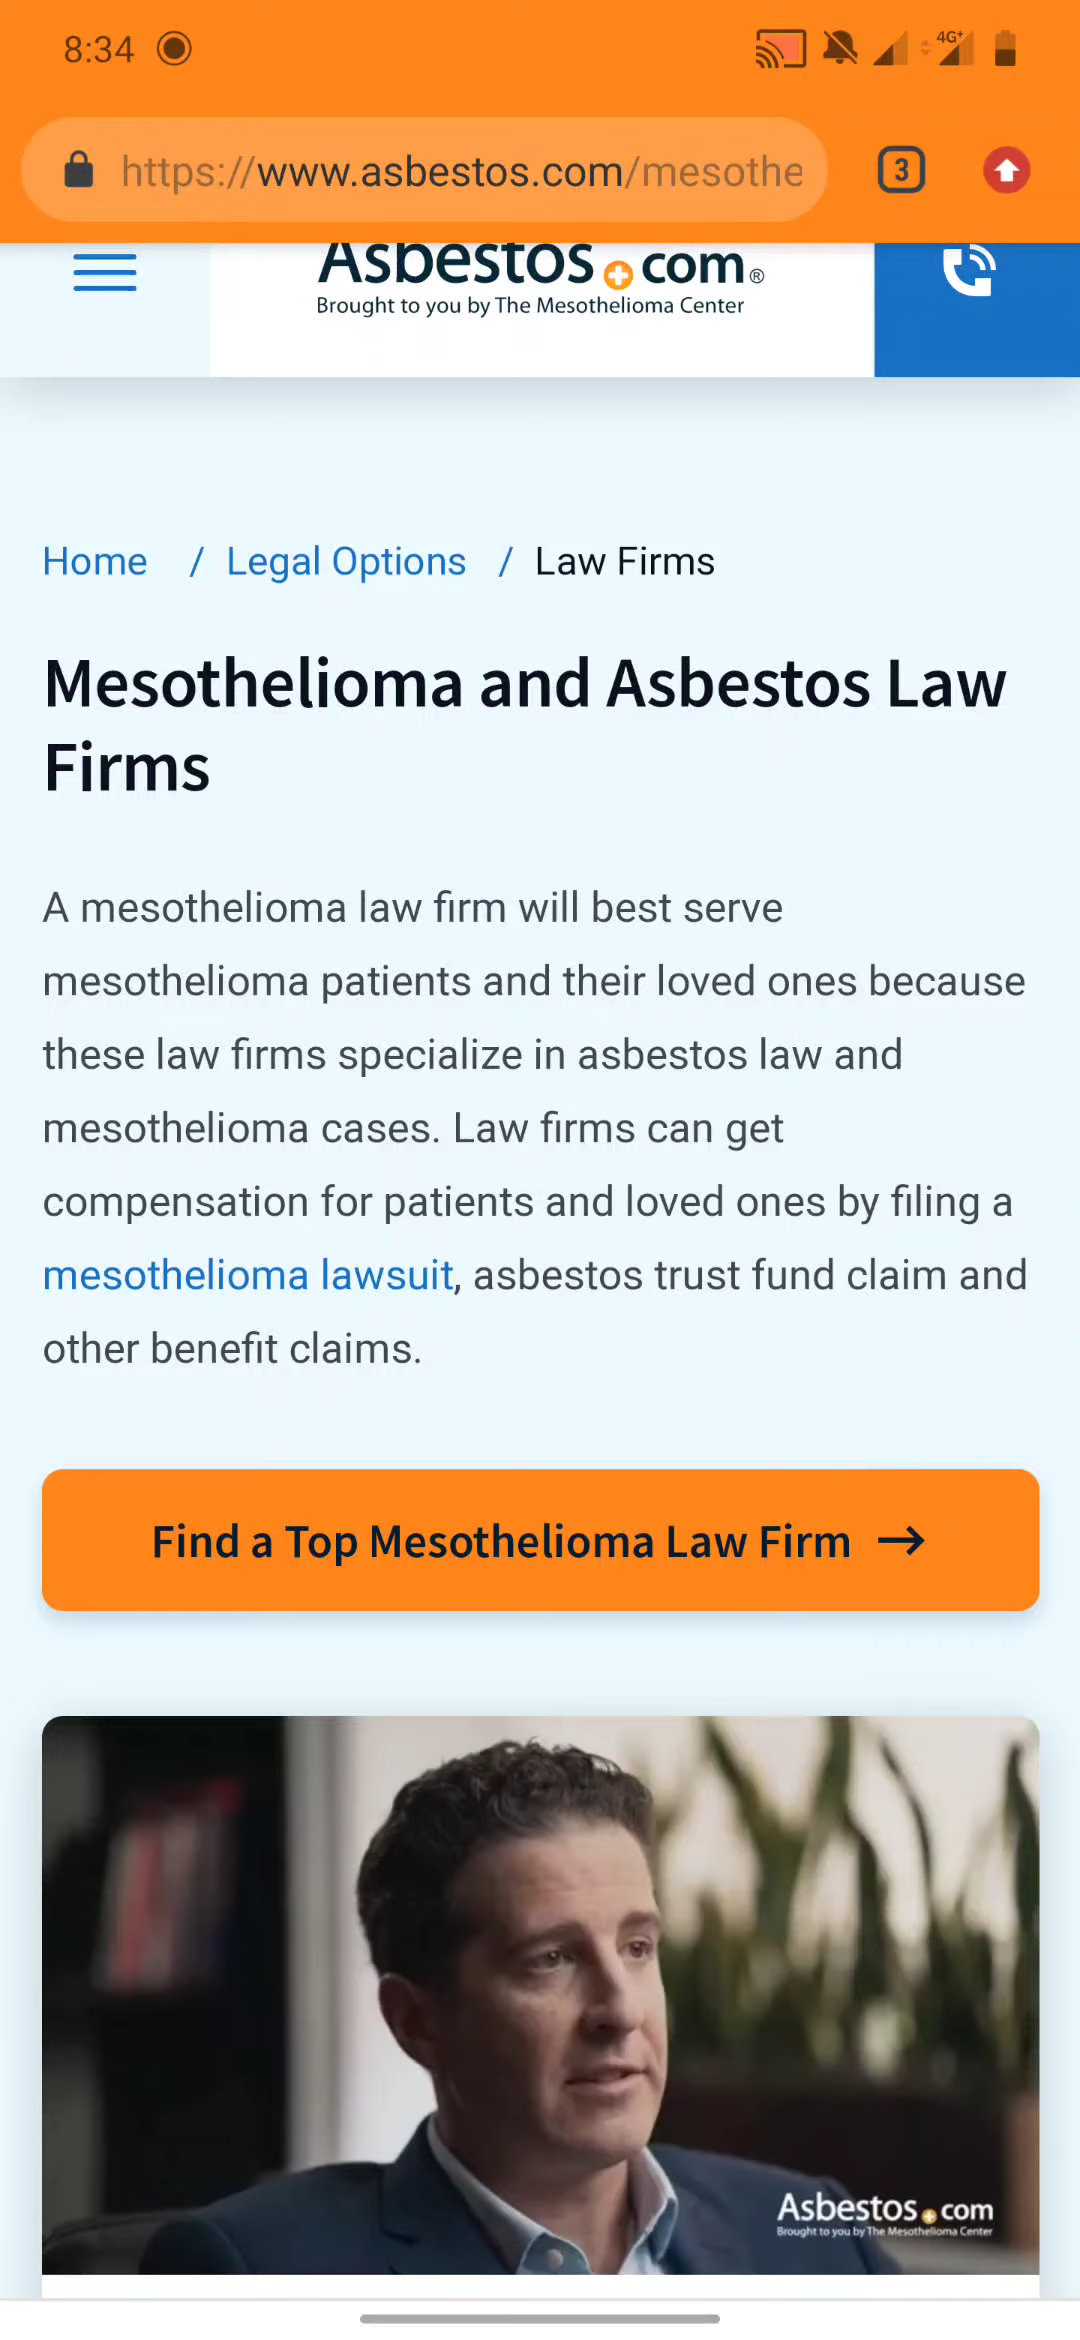 8:34
4G+
https://www.asbestos.com/mesothe
3
Asbestos.com®
Brought to you by The Mesothelioma Center
Home / Legal Options / Law Firms
Mesothelioma and Asbestos Law
Firms
A mesothelioma law firm will best serve
mesothelioma patients and their loved ones because
these law firms specialize in asbestos law and
mesothelioma cases. Law firms can get
compensation for patients and loved ones by filing a
mesothelioma lawsuit, asbestos trust fund claim and
other benefit claims.
Find a Top Mesothelioma Law Firm →
Asbestos.com
Brought to you by The Mesothelioma Center